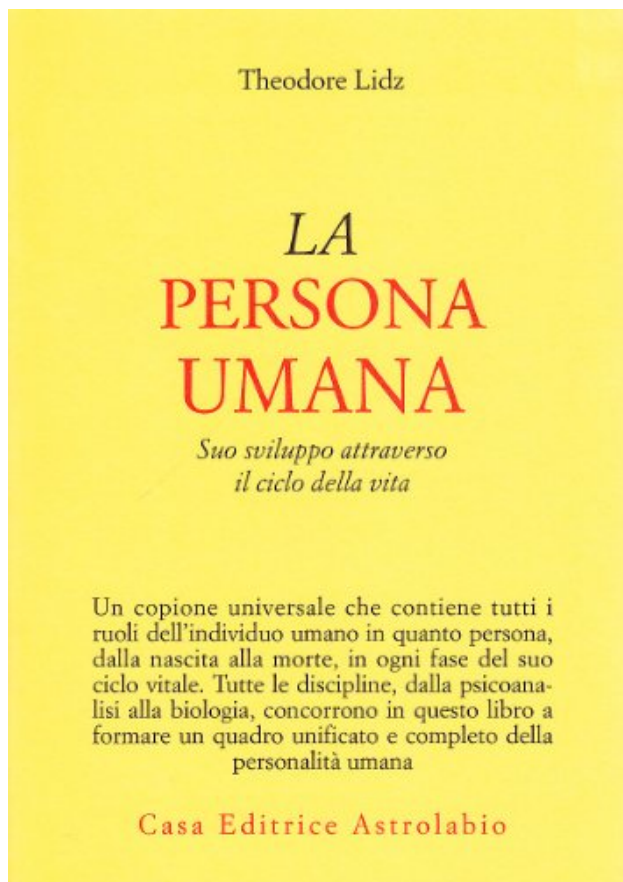 Theodore Lidz
LA
PERSONA
UMANA
Suo sviluppo attraverso
il ciclo della vita
Un copione universale che contiene tutti i
ruoli dell'individuo umano in quanto persona,
dalla nascita alla morte, in ogni fase del suo
ciclo vitale. Tutte le discipline, dalla psicoana-
lisi alla biologia, concorrono in questo libro a
formare un quadro unificato e completo della
personalità umana
Casa Editrice Astrolabio